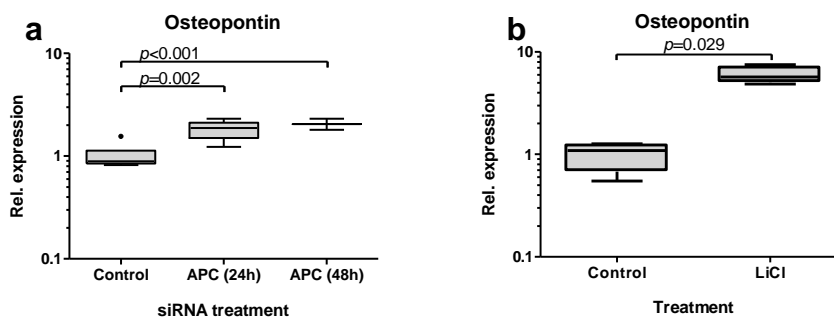 a
Osteopontin
p<0.001
p=0.002
10
1
0.1
Rel. expression
Control
APC (24h)
APC (48h)
siRNA treatment
b
Osteopontin
p=0.029
10
1
0.1
Rel. expression
Control
LiCl
Treatment